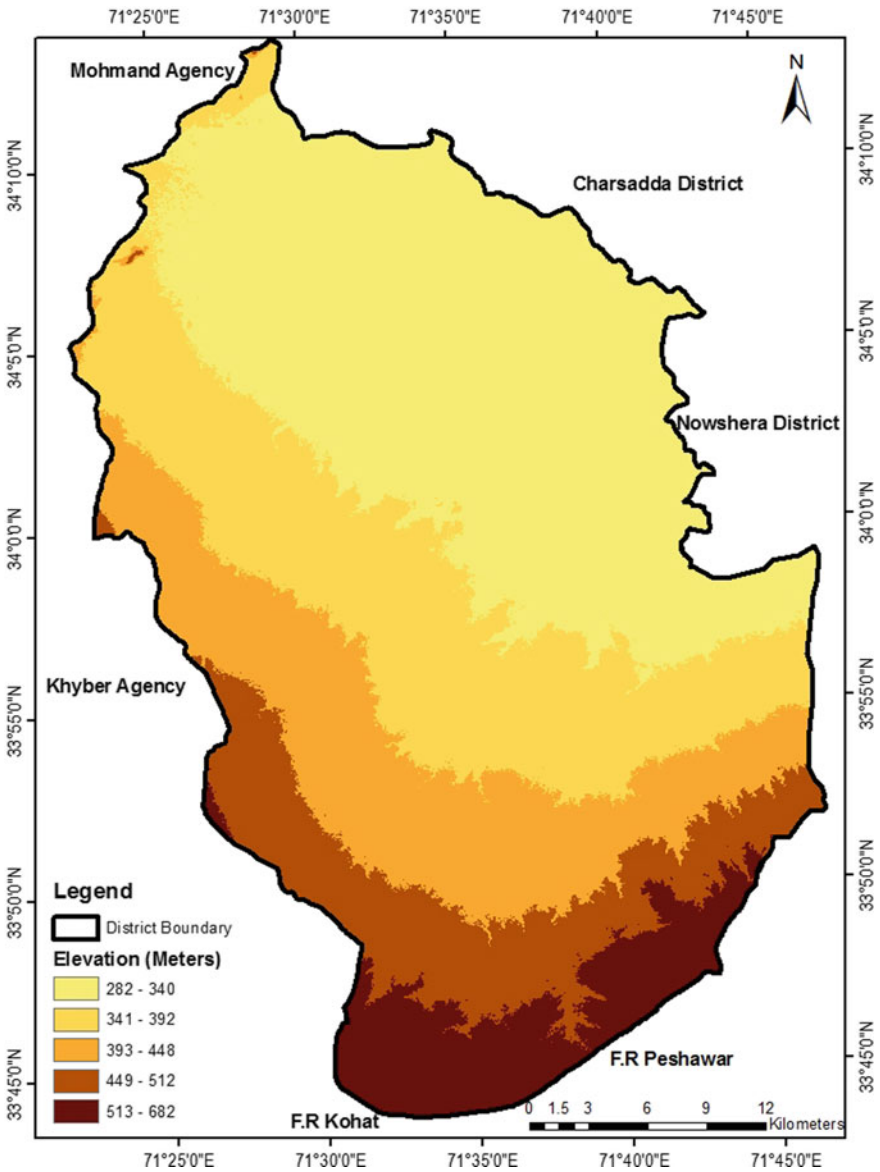 71°25'0"E 71°30'0"E 71°35'0"E 71°40'0"E 71°45'0"E
N
Mohmand Agency
34°10'0"N
34°10'0"N
Charsadda District
34°5'0"N
34°5'0"N
Nowshera District
34°0'0"N
34°0'0"N
Khyber Agency
33°55'0"N
33°55'0"N
33°50'0"N
33°50'0"N
Legend
District Boundary
Elevation (Meters)
282 - 340
341 - 392
393 - 448
449 - 512
513 - 682
33°45'0"N
33°45'0"N
F.R Peshawar
F.R Kohat
0 1.5 3 6 9 12
Kilometers
71°25'0"E 71°30'0"E 71°35'0"E 71°40'0"E 71°45'0"E